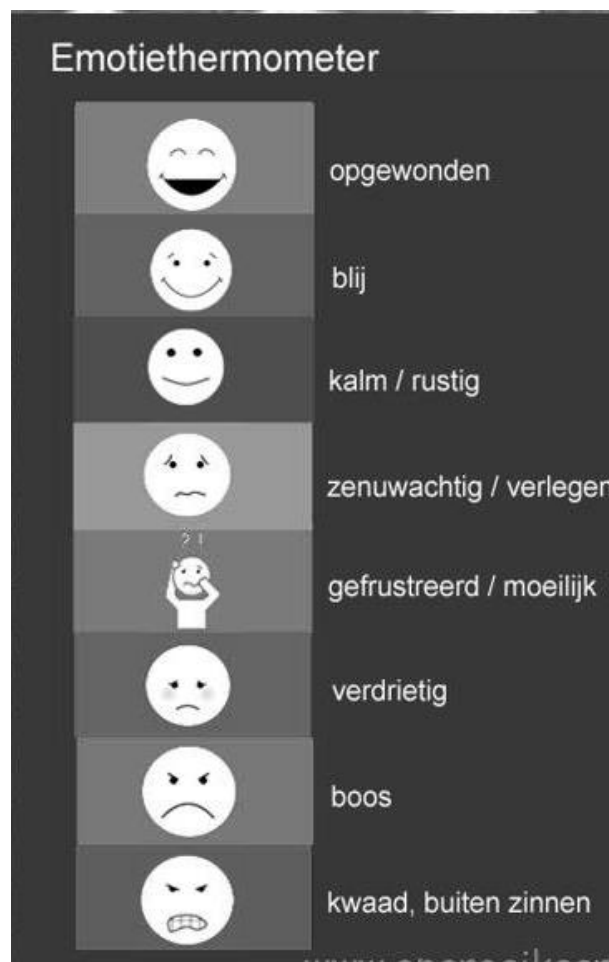 Emotiethermometer
opgewonden
blij
kalm / rustig
? !
zenuwachtig / verlegen
gefrustreerd / moeilijk
verdrietig
boos
kwaad, buiten zinnen